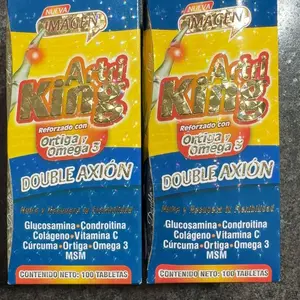 NUEVA
IMAGEN
Artri
King
Reforzado con
Ortiga y
Omega 3
DOUBLE AXIÓN
Glucosamina•Condroitina
Colágeno•Vitamina C
Cúrcuma•Ortiga•Omega 3
MSM
CONTENIDO NETO: 100 TABLETAS
NUEVA
IMAGEN
Artri
King
Reforzado con
Ortiga y
Omega 3
DOUBLE AXIÓN
Glucosamina•Condroitina
Colágeno•Vitamina C
Cúrcuma•Ortiga•Omega 3
MSM
CONTENIDO NETO: 100 TABLETAS